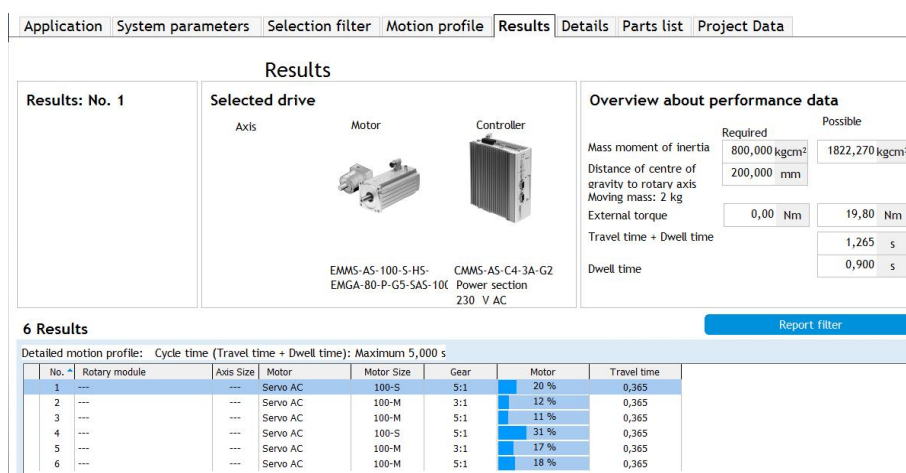 Application System parameters Selection filter Motion profile Results Details Parts list Project Data
Results
Results: No. 1
Selected drive
Axis Motor Controller
EMMS-AS-100-S-HS- CMMS-AS-C4-3A-G2
EMGA-80-P-G5-SAS-100 Power section
230 V AC
Overview about performance data
Required Possible
Mass moment of inertia 800,000 kgcm² 1822,270 kgcm²
Distance of centre of 200,000 mm
gravity to rotary axis
Moving mass: 2 kg
External torque 0,00 Nm 19,80 Nm
Travel time + Dwell time 1,265 s
Dwell time 0,900 s
6 Results
Report filter
Detailed motion profile: Cycle time (Travel time + Dwell time): Maximum 5,000 s
No. Rotary module Axis Size Motor Motor Size Gear Motor Travel time
1 --- --- Servo AC 100-S 5:1 20 % 0,365
2 --- --- Servo AC 100-M 3:1 12 % 0,365
3 --- --- Servo AC 100-M 5:1 11 % 0,365
4 --- --- Servo AC 100-S 5:1 31 % 0,365
5 --- --- Servo AC 100-M 3:1 17 % 0,365
6 --- --- Servo AC 100-M 5:1 18 % 0,365